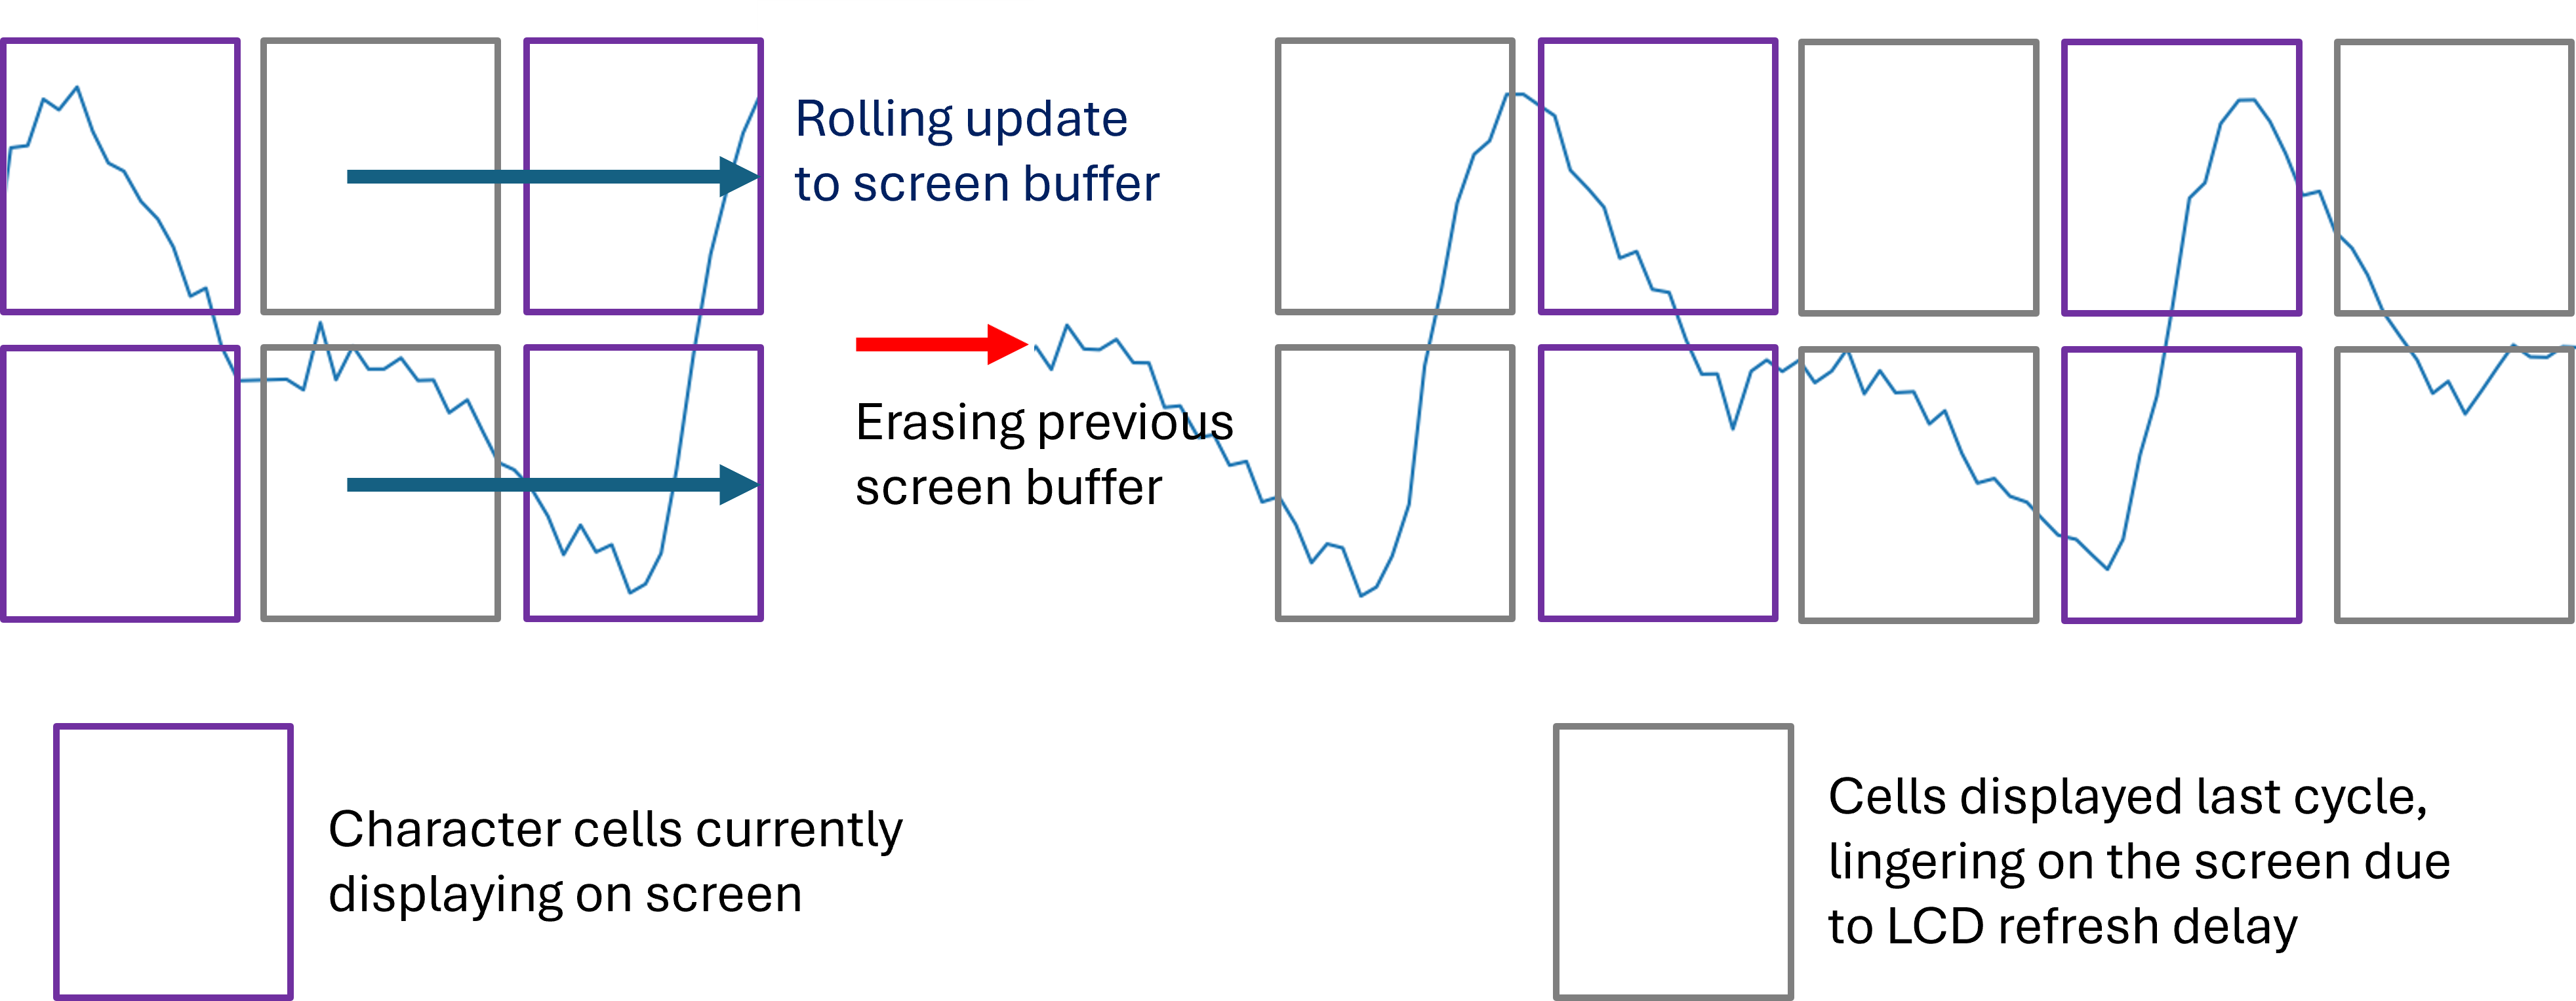 Rolling update
to screen buffer
Erasing previous
screen buffer
Character cells currently
displaying on screen
Cells displayed last cycle,
lingering on the screen due
to LCD refresh delay